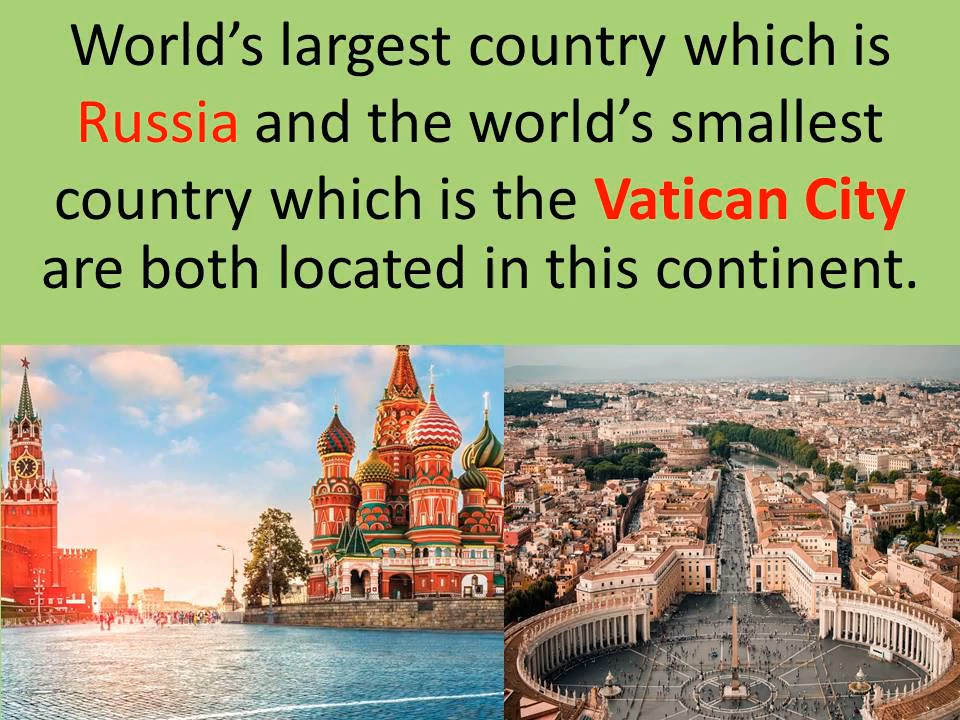 World’s largest country which is
Russia and the world’s smallest
country which is the Vatican City
are both located in this continent.